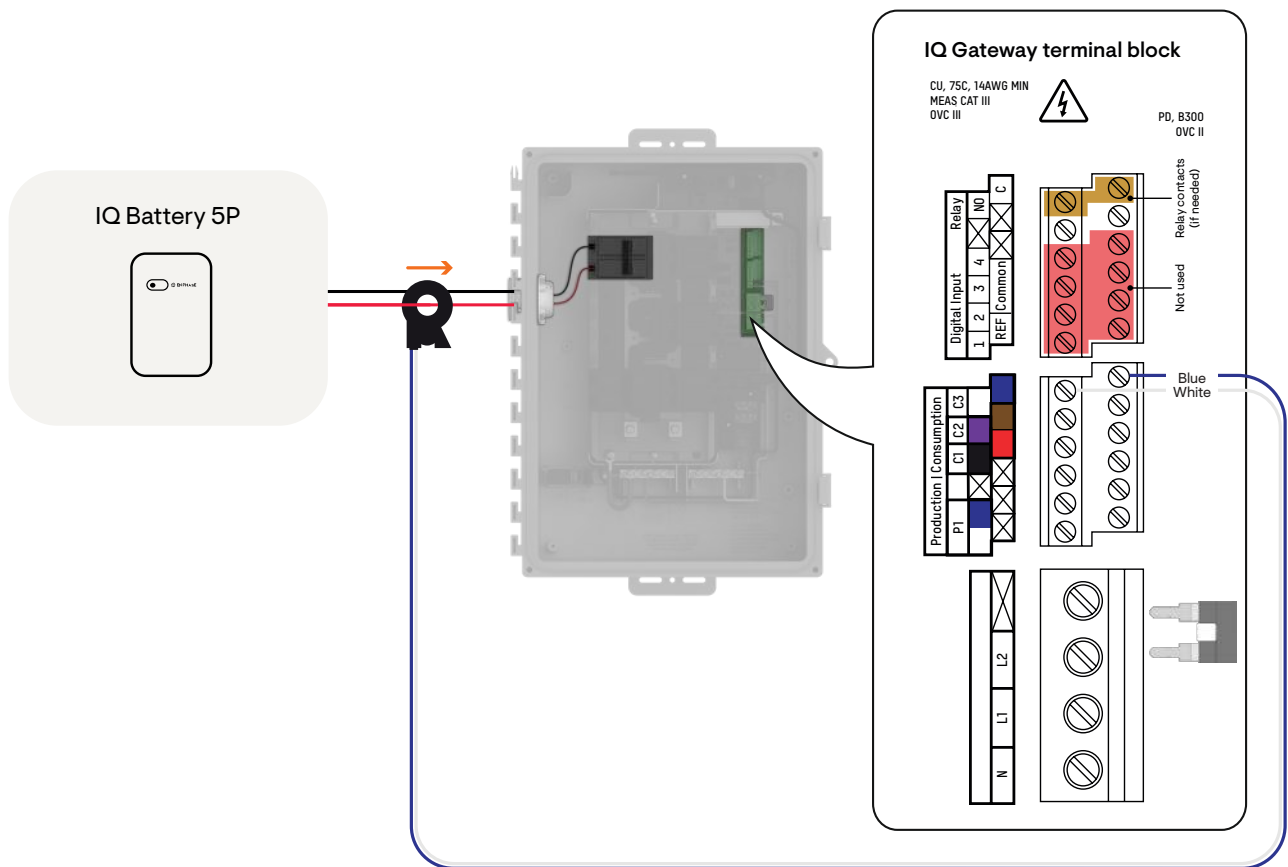 IQ Gateway terminal block
CU, 75C, 14AWG MIN
MEAS CAT III
OVC III
PD, B300
OVC II
IQ Battery 5P
ENPHASE
Relay
Digital Input
C
NO
4
3
2
1
Common
REF
Relay contacts
(if needed)
Not used
Blue
White
Production | Consumption
C3
C2
C1
P1
L2
L1
N